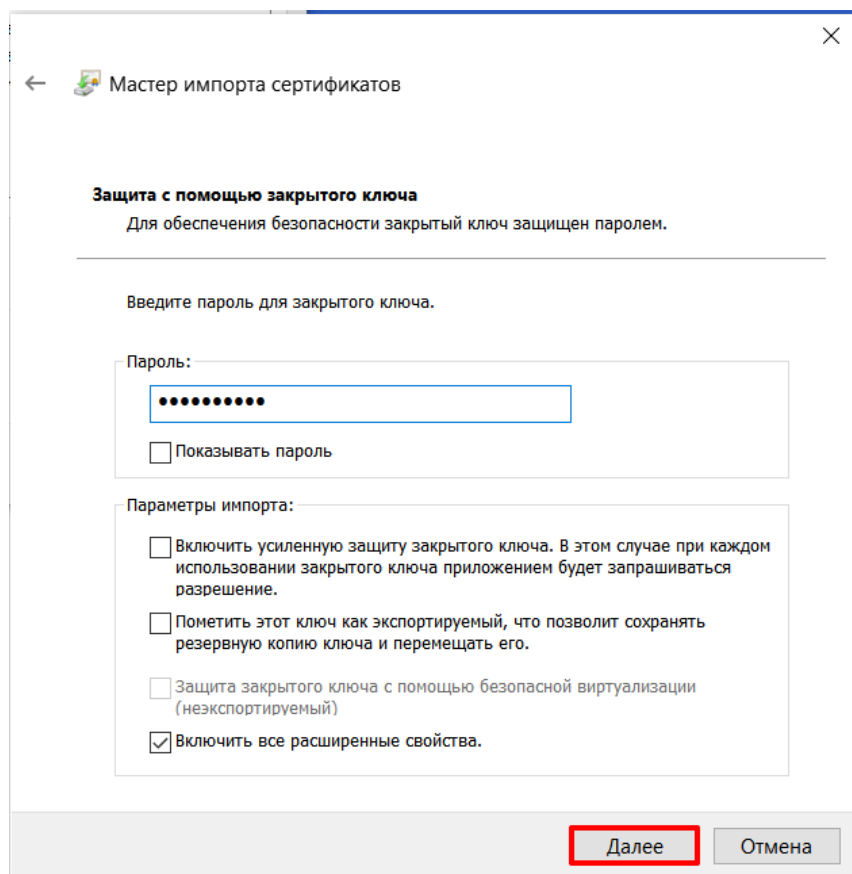 Мастер импорта сертификатов
Защита с помощью закрытого ключа
Для обеспечения безопасности закрытый ключ защищен паролем.
Введите пароль для закрытого ключа.
Пароль:
••••••••••
Показывать пароль
Параметры импорта:
Включить усиленную защиту закрытого ключа. В этом случае при каждом
использовании закрытого ключа приложением будет запрашиваться
разрешение.
Пометить этот ключ как экспортируемый, что позволит сохранять
резервную копию ключа и перемещать его.
Защита закрытого ключа с помощью безопасной виртуализации
(неэкспортируемый)
Включить все расширенные свойства.
Далее
Отмена